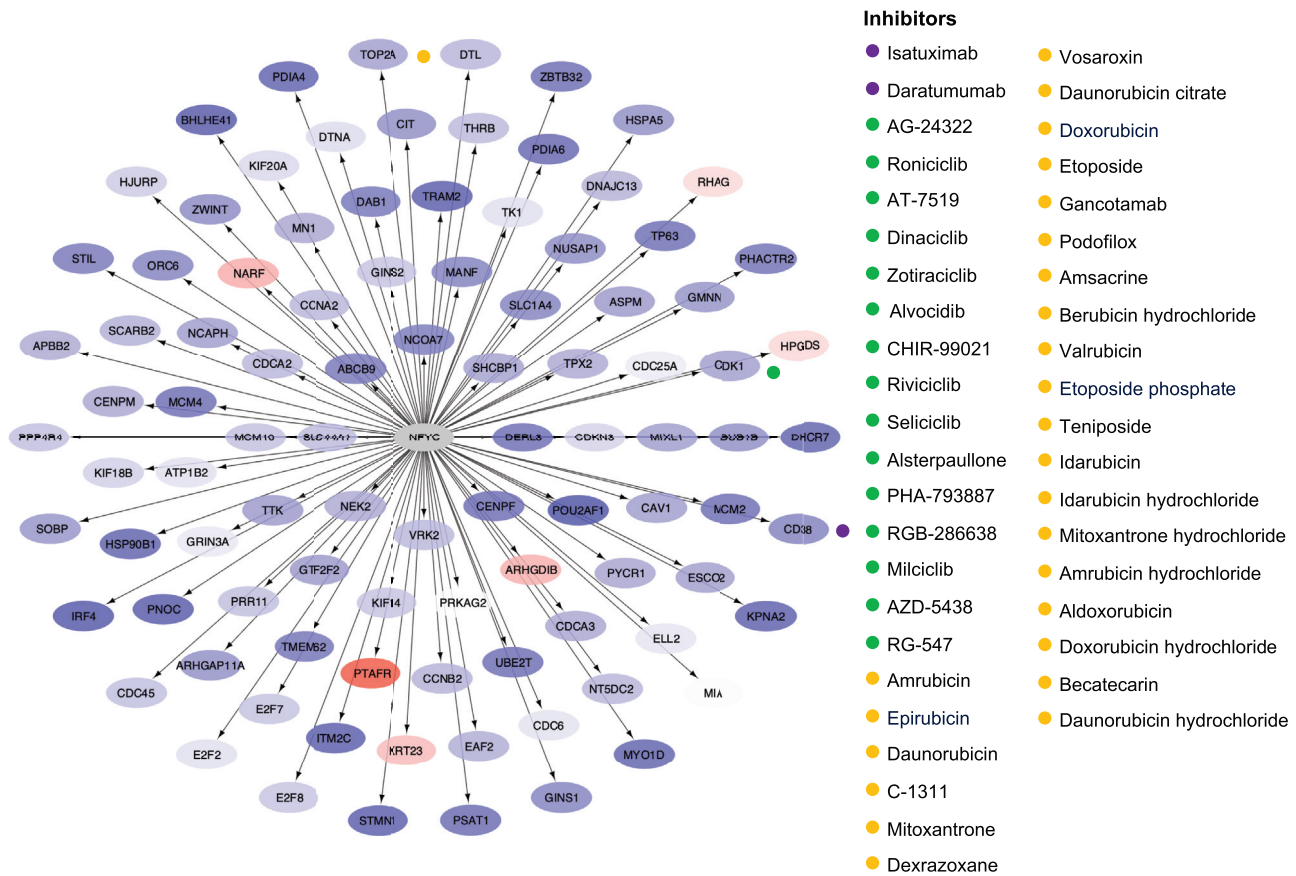 Inhibitors
Isatuximab
Daratumumab
AG-24322
Roniciclib
AT-7519
Dinaciclib
Zotiraciclib
Alvocidib
CHIR-99021
Riviciclib
Seliciclib
Alsterpaullone
PHA-793887
RGB-286638
Milciclib
AZD-5438
RG-547
Amrubicin
Epirubicin
Daunorubicin
C-1311
Mitoxantrone
Dexrazoxane
Vosaroxin
Daunorubicin citrate
Doxorubicin
Etoposide
Gancotamab
Podofilox
Amsacrine
Berubicin hydrochloride
Valrubicin
Etoposide phosphate
Teniposide
Idarubicin
Idarubicin hydrochloride
Mitoxantrone hydrochloride
Amrubicin hydrochloride
Aldoxorubicin
Doxorubicin hydrochloride
Becatecarin
Daunorubicin hydrochloride
TOP2A
DTL
PDIA4
ZBTB32
BHLHE41
DTNA
CIT
THRB
HSPA5
KIF20A
PDIA6
HJURP
ZWINT
DAB1
TRAM2
TK1
DNAJC13
RHAG
MN1
TP63
STIL
ORC6
NARF
GINS2
MANF
NUSAP1
PHACTR2
CCNA2
SLC1A4
ASPM
GMNN
APBB2
SCARB2
NCAPH
NCOA7
HPGDS
CDCA2
ABCB9
SHCBP1
TPX2
CDC25A
CDK1
CENPM
MCM4
PPP4R4
MCM10
NFYC
DERL3
CDKN3
MIXL1
BUB1B
DHCR7
KIF18B
ATP1B2
SOBP
HSP90B1
TTK
GRIN3A
NEK2
VRK2
CENPF
POU2AF1
CAV1
MCM2
CD38
GTF2F2
ARHGDIB
PYCR1
ESCO2
IRF4
PNOC
PRR11
KIF14
PRKAG2
CDCA3
ELL2
KPNA2
ARHGAP11A
TMEM62
PTAFR
CCNB2
UBE2T
NT5DC2
MIA
CDC45
E2F7
E2F2
ITM2C
KRT23
EAF2
CDC6
MYO1D
E2F8
STMN1
PSAT1
GINS1